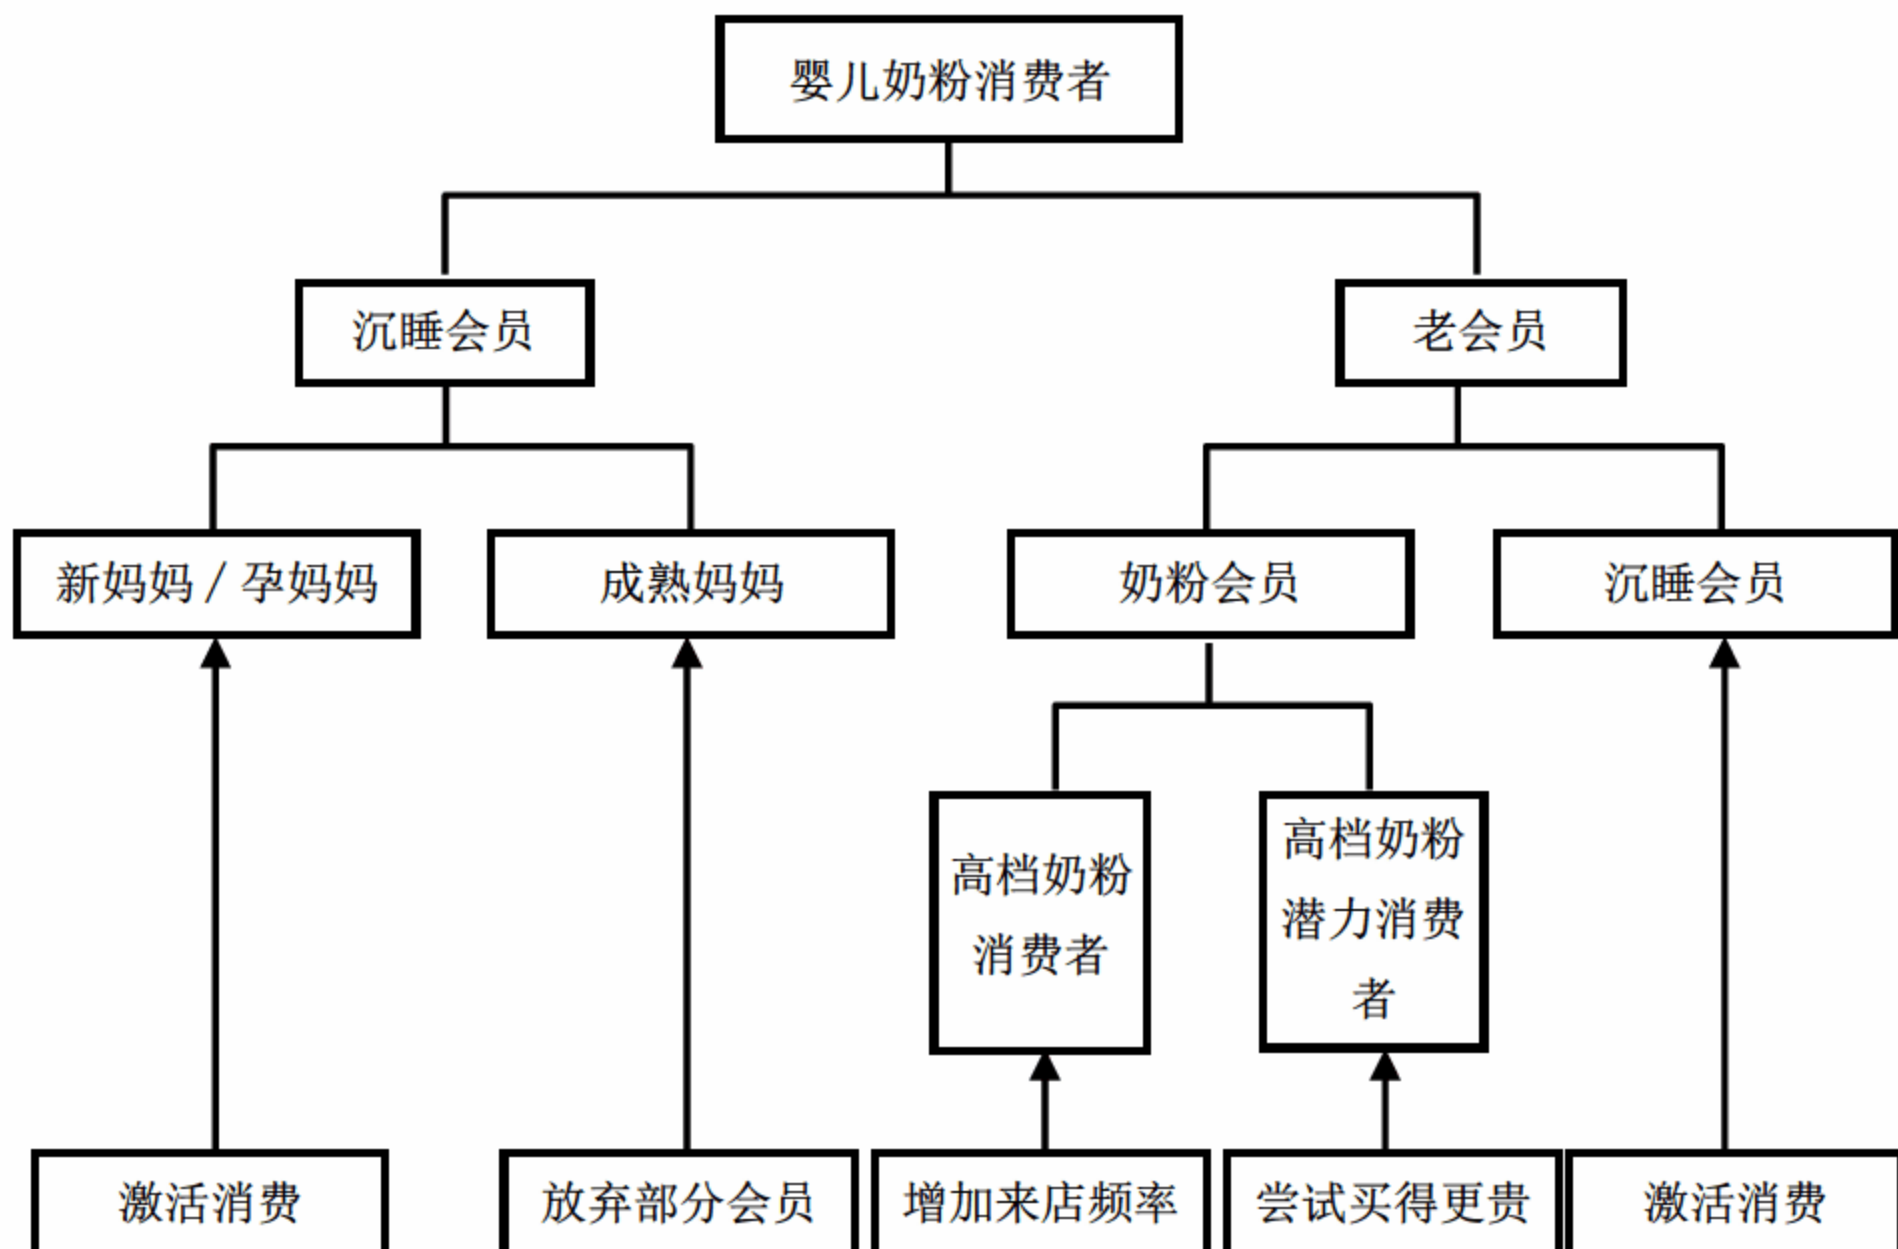 婴儿奶粉消费者
沉睡会员
老会员
新妈妈/孕妈妈
成熟妈妈
奶粉会员
沉睡会员
高档奶粉
消费者
高档奶粉
潜力消费
者
激活消费
放弃部分会员
增加来店频率
尝试买得更贵
激活消费